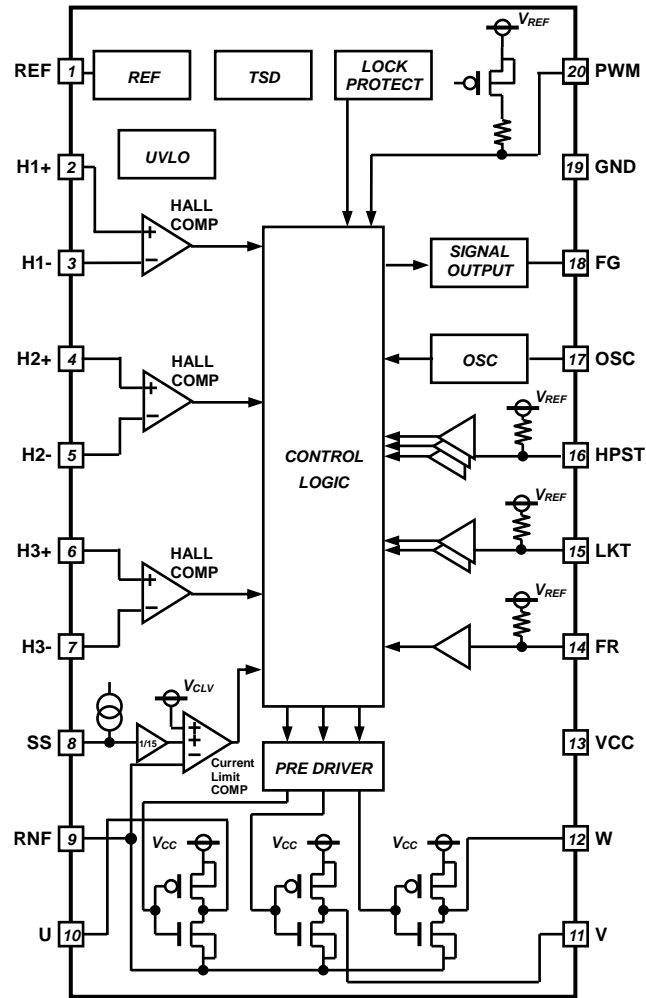 VREF
REF 1 REF TSD LOCK PROTECT 20 PWM
UVLO
H1+ 2 19 GND
HALL COMP
+
−
H1- 3 SIGNAL OUTPUT 18 FG
H2+ 4 OSC 17 OSC
HALL COMP
+
−
VREF
H2- 5 CONTROL LOGIC 16 HPST
VREF
H3+ 6 15 LKT
HALL COMP
+
−
VREF
H3- 7 14 FR
VCLV
SS 8 1/15 + + − 13 VCC
Current Limit COMP
PRE DRIVER
RNF 9 12 W
VCC VCC VCC
U 10 11 V